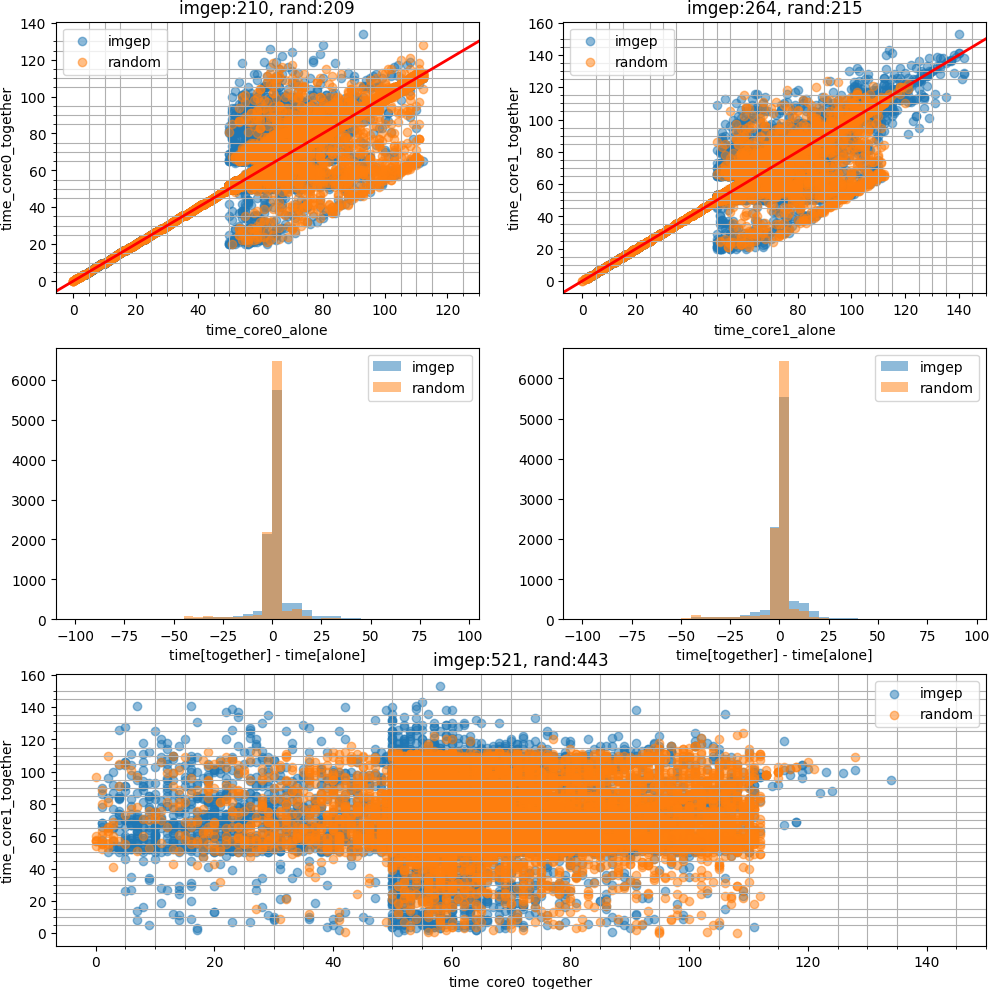 imgep:210, rand:209
time_core0_together
140
120
100
80
60
40
20
0
imgep
random
0 20 40 60 80 100 120
time_core0_alone
imgep:264, rand:215
time_core1_together
160
140
120
100
80
60
40
20
0
imgep
random
0 20 40 60 80 100 120 140
time_core1_alone
6000
5000
4000
3000
2000
1000
0
imgep
random
−100 −75 −50 −25 0 25 50 75 100
time[together] - time[alone]
6000
5000
4000
3000
2000
1000
0
imgep
random
−100 −75 −50 −25 0 25 50 75 100
time[together] - time[alone]
imgep:521, rand:443
time_core1_together
160
140
120
100
80
60
40
20
0
imgep
random
0 20 40 60 80 100 120 140
time_core0_together